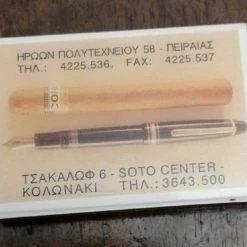 ΗΡΩΩΝ ΠΟΛΥΤΕΧΝΕΙΟΥ 58 - ΠΕΙΡΑΙΑΣ
ΤΗΛ.: 4225.536, FAX: 4225.537
ΤΣΑΚΑΛΩΦ 6 - SOTO CENTER -
ΚΟΛΩΝΑΚΙ ΤΗΛ.: 3643.500